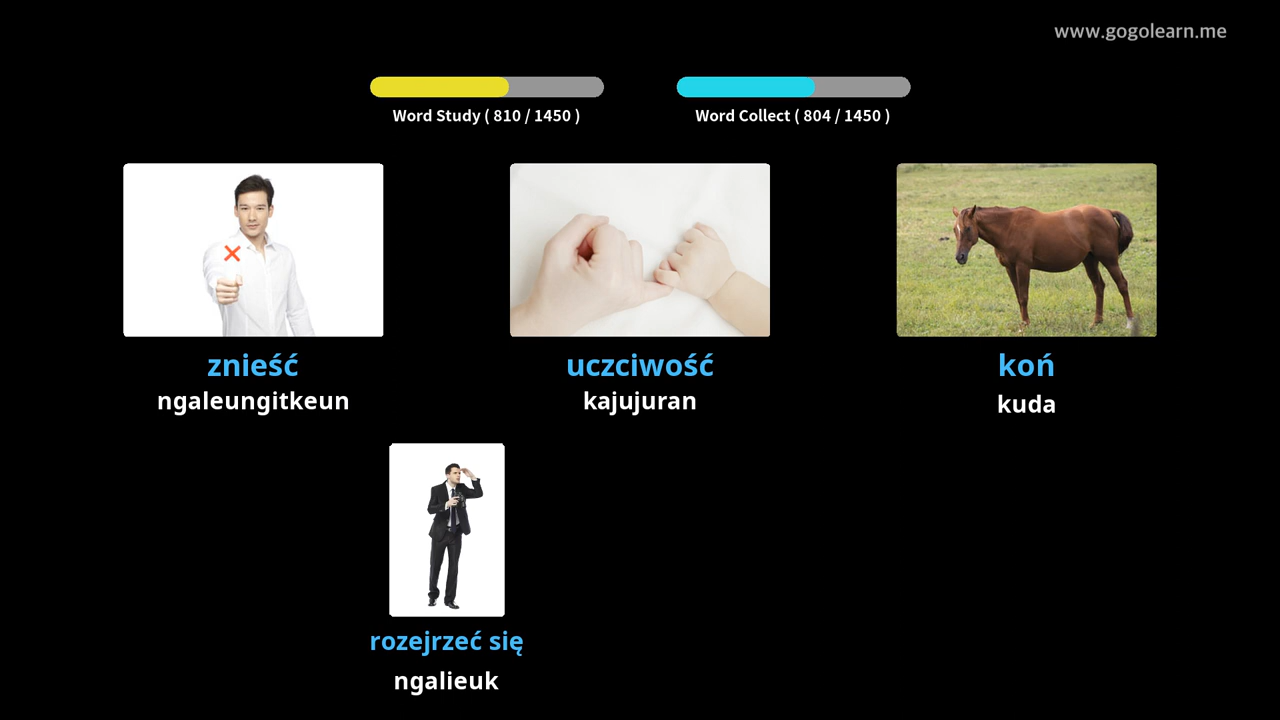 www.gogolearn.me
Word Study ( 810 / 1450 )
Word Collect ( 804 / 1450 )
znieść
ngaleungitkeun
uczciwość
kajujuran
koń
kuda
rozejrzeć się
ngalieuk